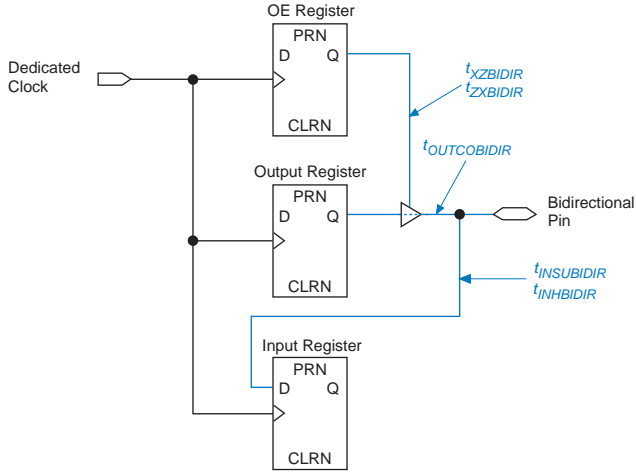 OE Register
PRN
D Q
CLRN
Dedicated
Clock
tXZBIDIR
tZXBIDIR
tOUTCOBIDIR
Output Register
PRN
D Q
CLRN
Bidirectional
Pin
tINSUBIDIR
tINHBIDIR
Input Register
PRN
D Q
CLRN